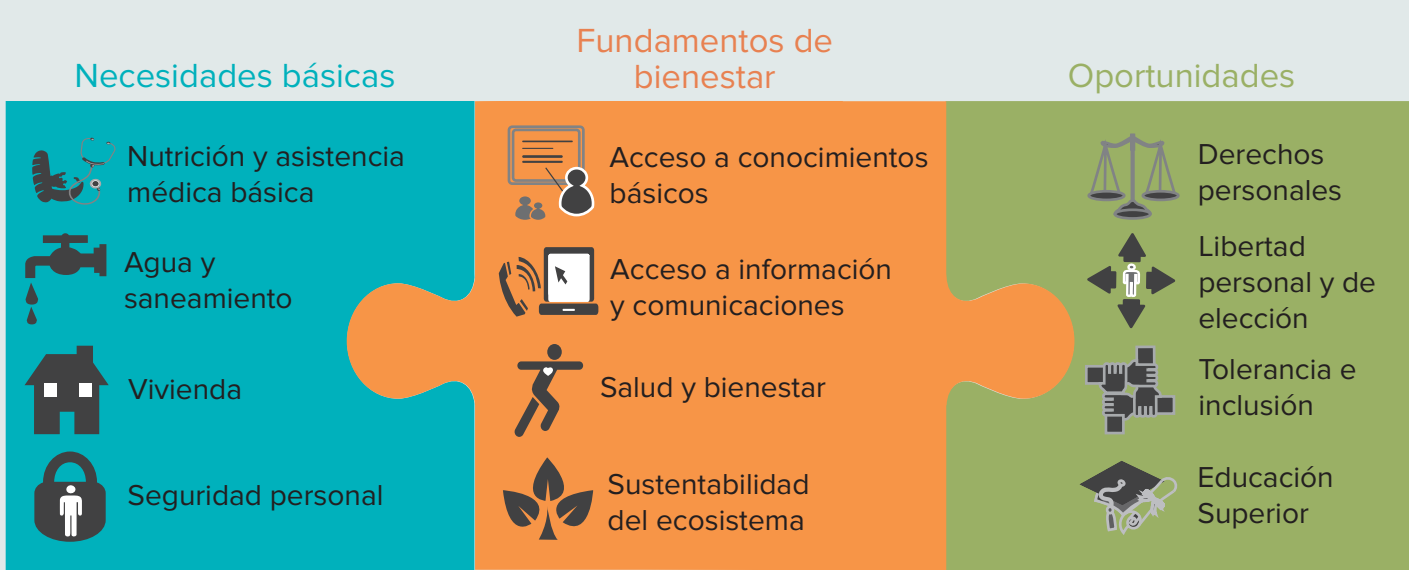 Necesidades básicas
Nutrición y asistencia
médica básica
Agua y
saneamiento
Vivienda
Seguridad personal
Fundamentos de
bienestar
Acceso a conocimientos
básicos
Acceso a información
y comunicaciones
Salud y bienestar
Sustentabilidad
del ecosistema
Oportunidades
Derechos
personales
Libertad
personal y de
elección
Tolerancia e
inclusión
Educación
Superior